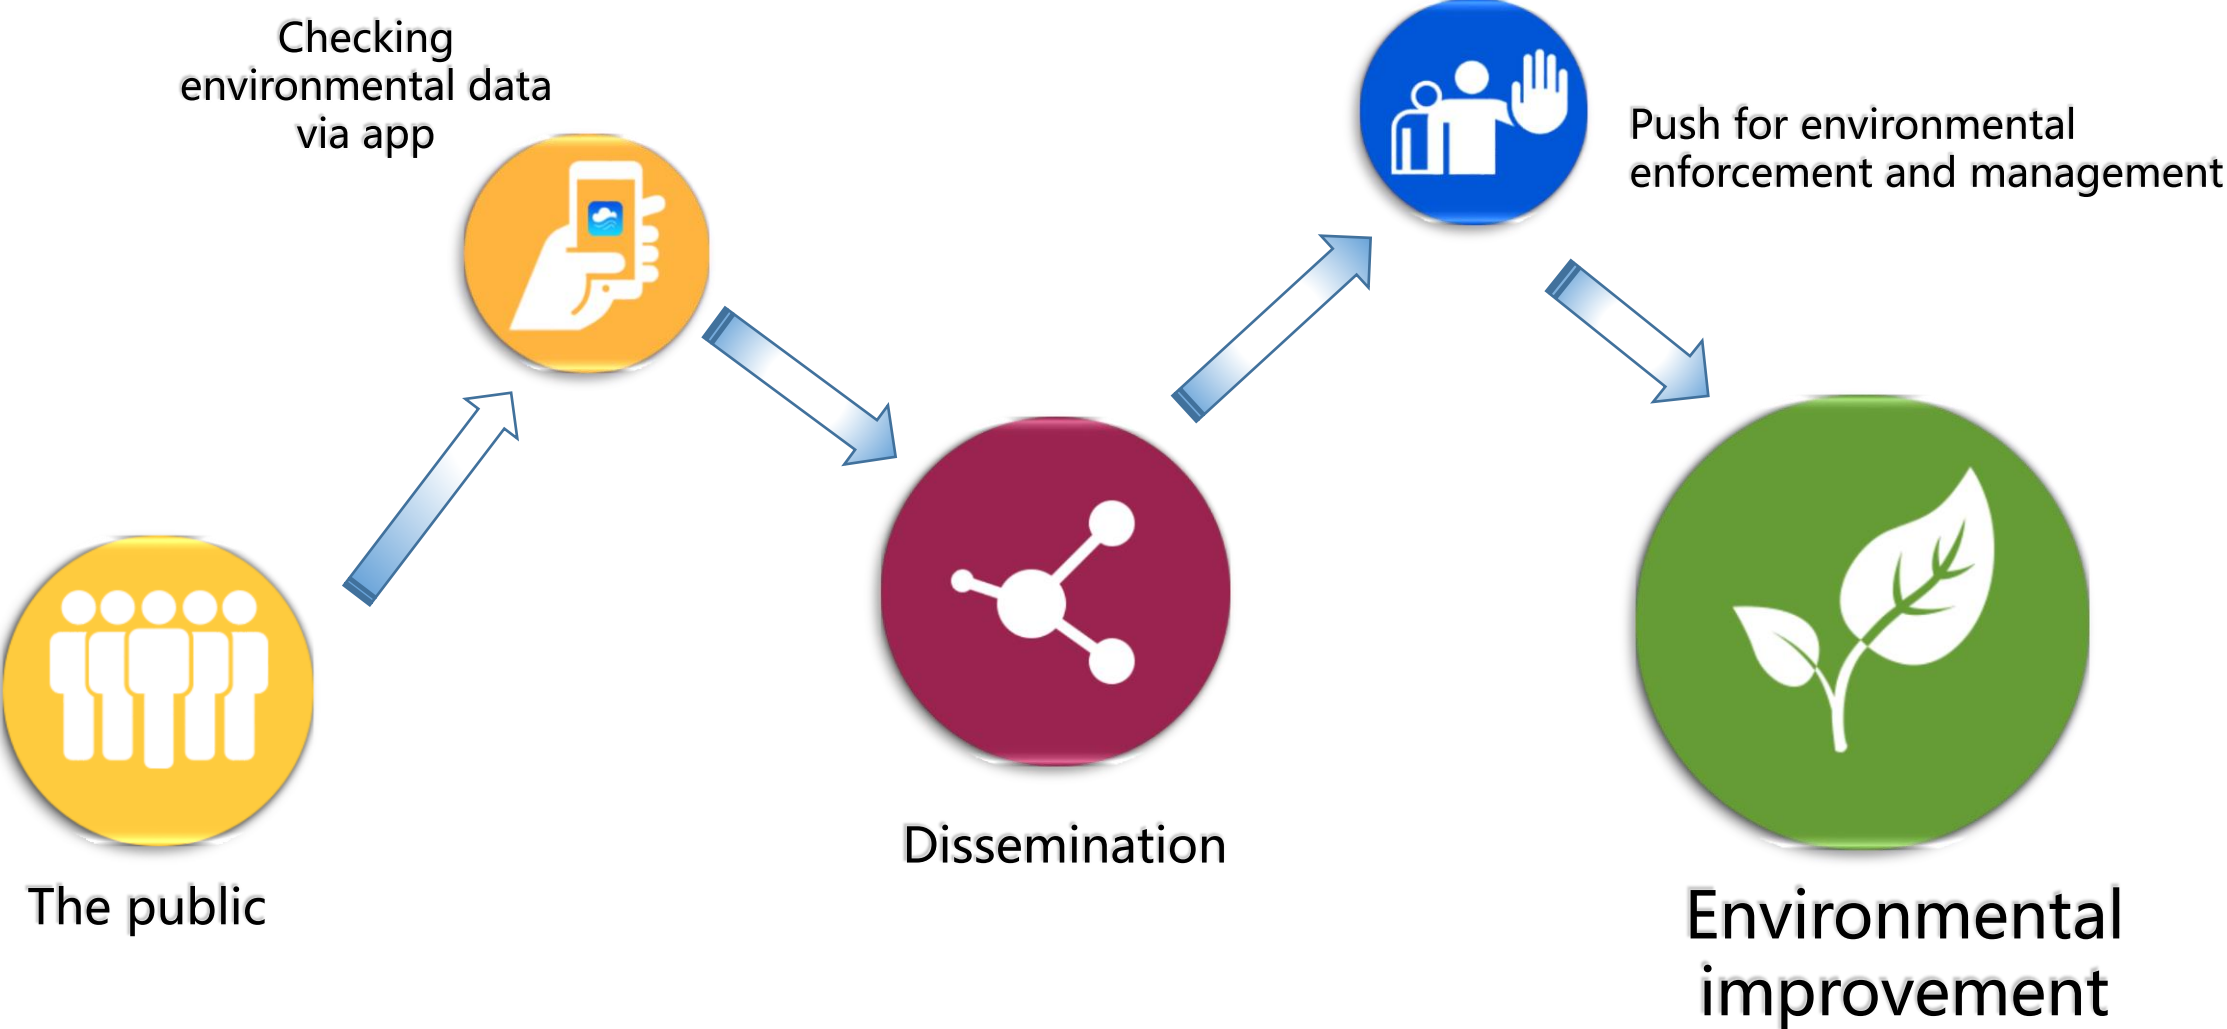 Checking
environmental data
via app
Push for environmental
enforcement and management
Dissemination
The public
Environmental
improvement